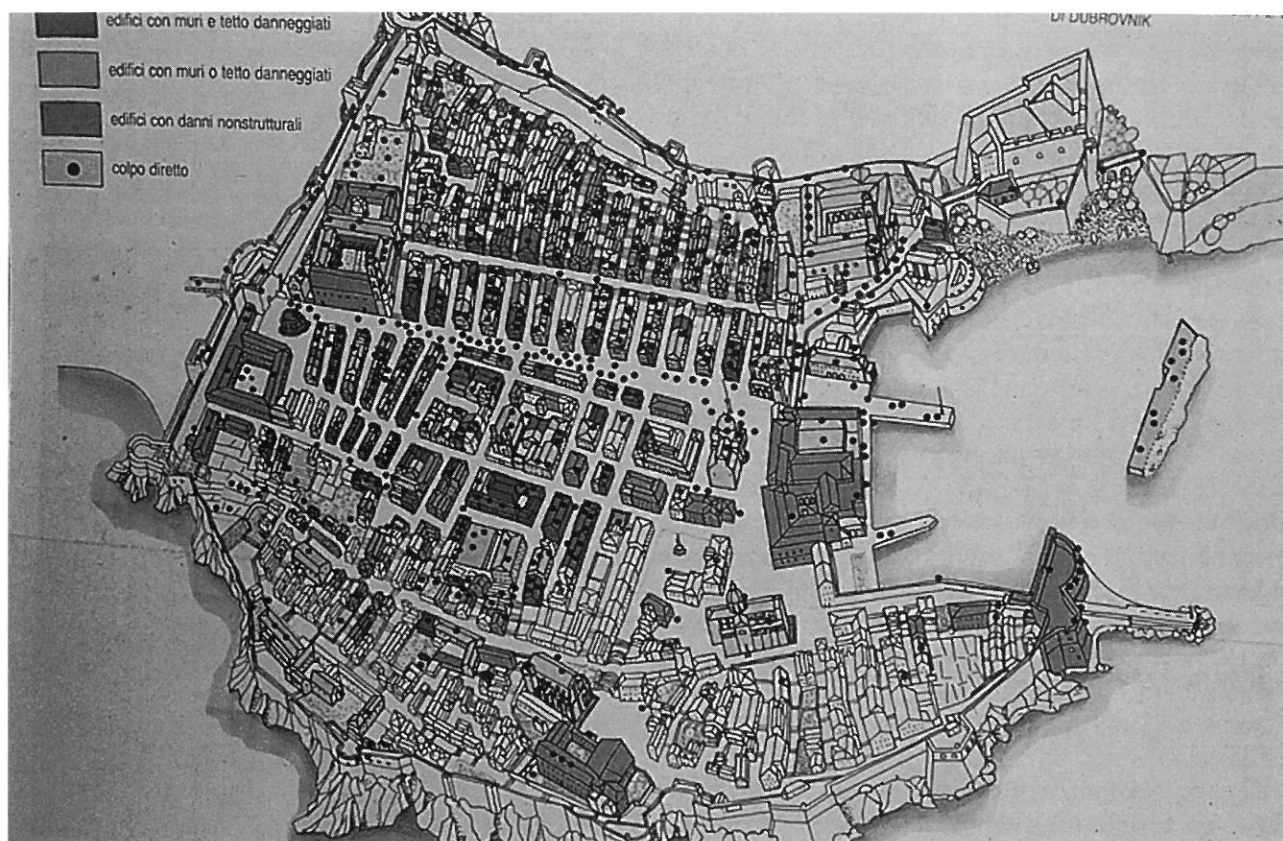 edifici con muri e tetto danneggiati
DI DUBROVNIK
edifici con muri o tetto danneggiati
edifici con danni nonstrutturali
colpo diretto